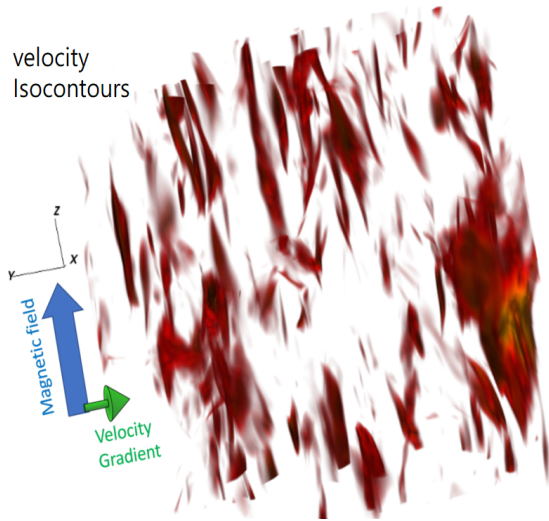 velocity
Isocontours
Z
X
Y
Magnetic field
Velocity
Gradient